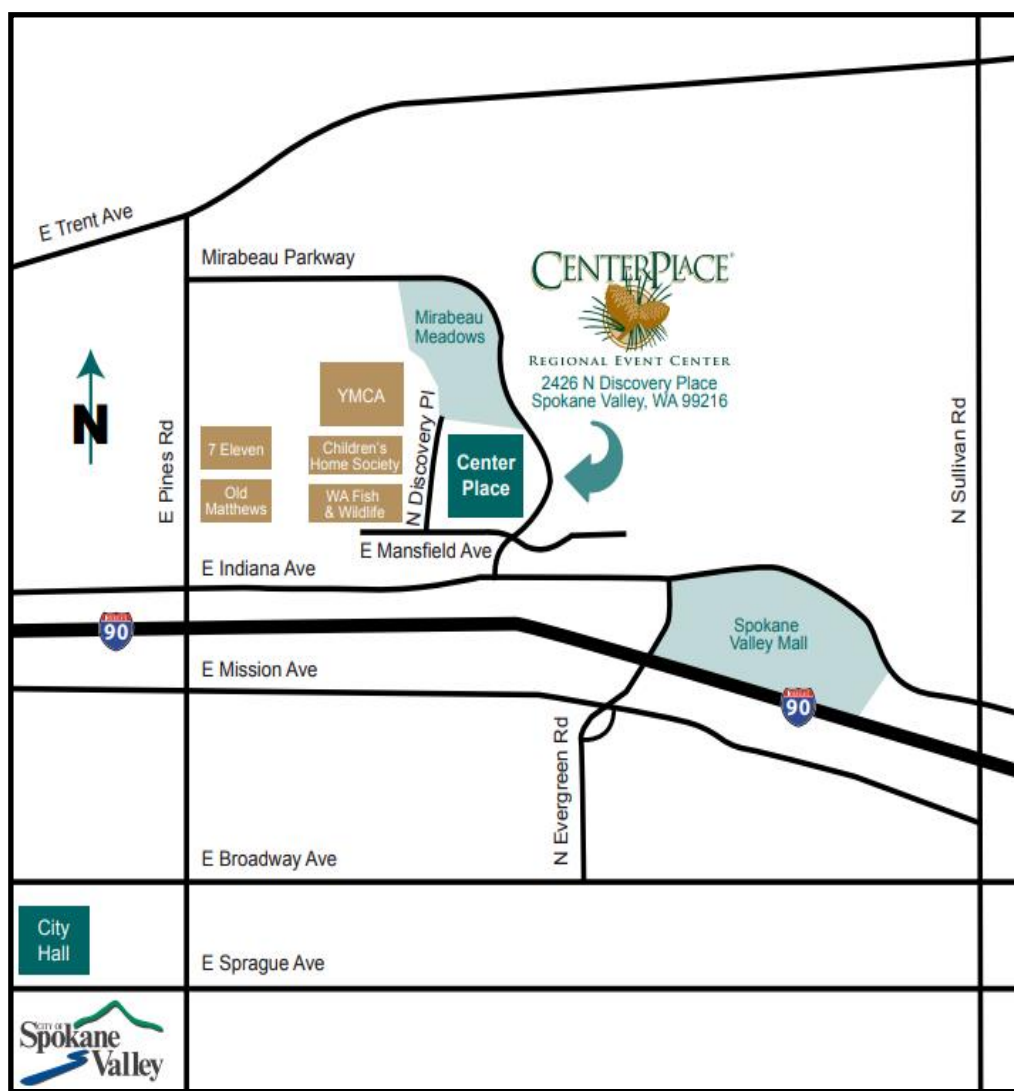 E Trent Ave
Mirabeau Parkway
CENTERPLACE®
REGIONAL EVENT CENTER
2426 N Discovery Place
Spokane Valley, WA 99216
Mirabeau
Meadows
N
E Pines Rd
YMCA
7 Eleven
Children's
Home Society
Old
Matthews
WA Fish
& Wildlife
N Discovery Pl
Center
Place
N Sullivan Rd
E Mansfield Ave
E Indiana Ave
90
Spokane
Valley Mall
E Mission Ave
90
N Evergreen Rd
E Broadway Ave
City
Hall
E Sprague Ave
CITY OF
Spokane
Valley